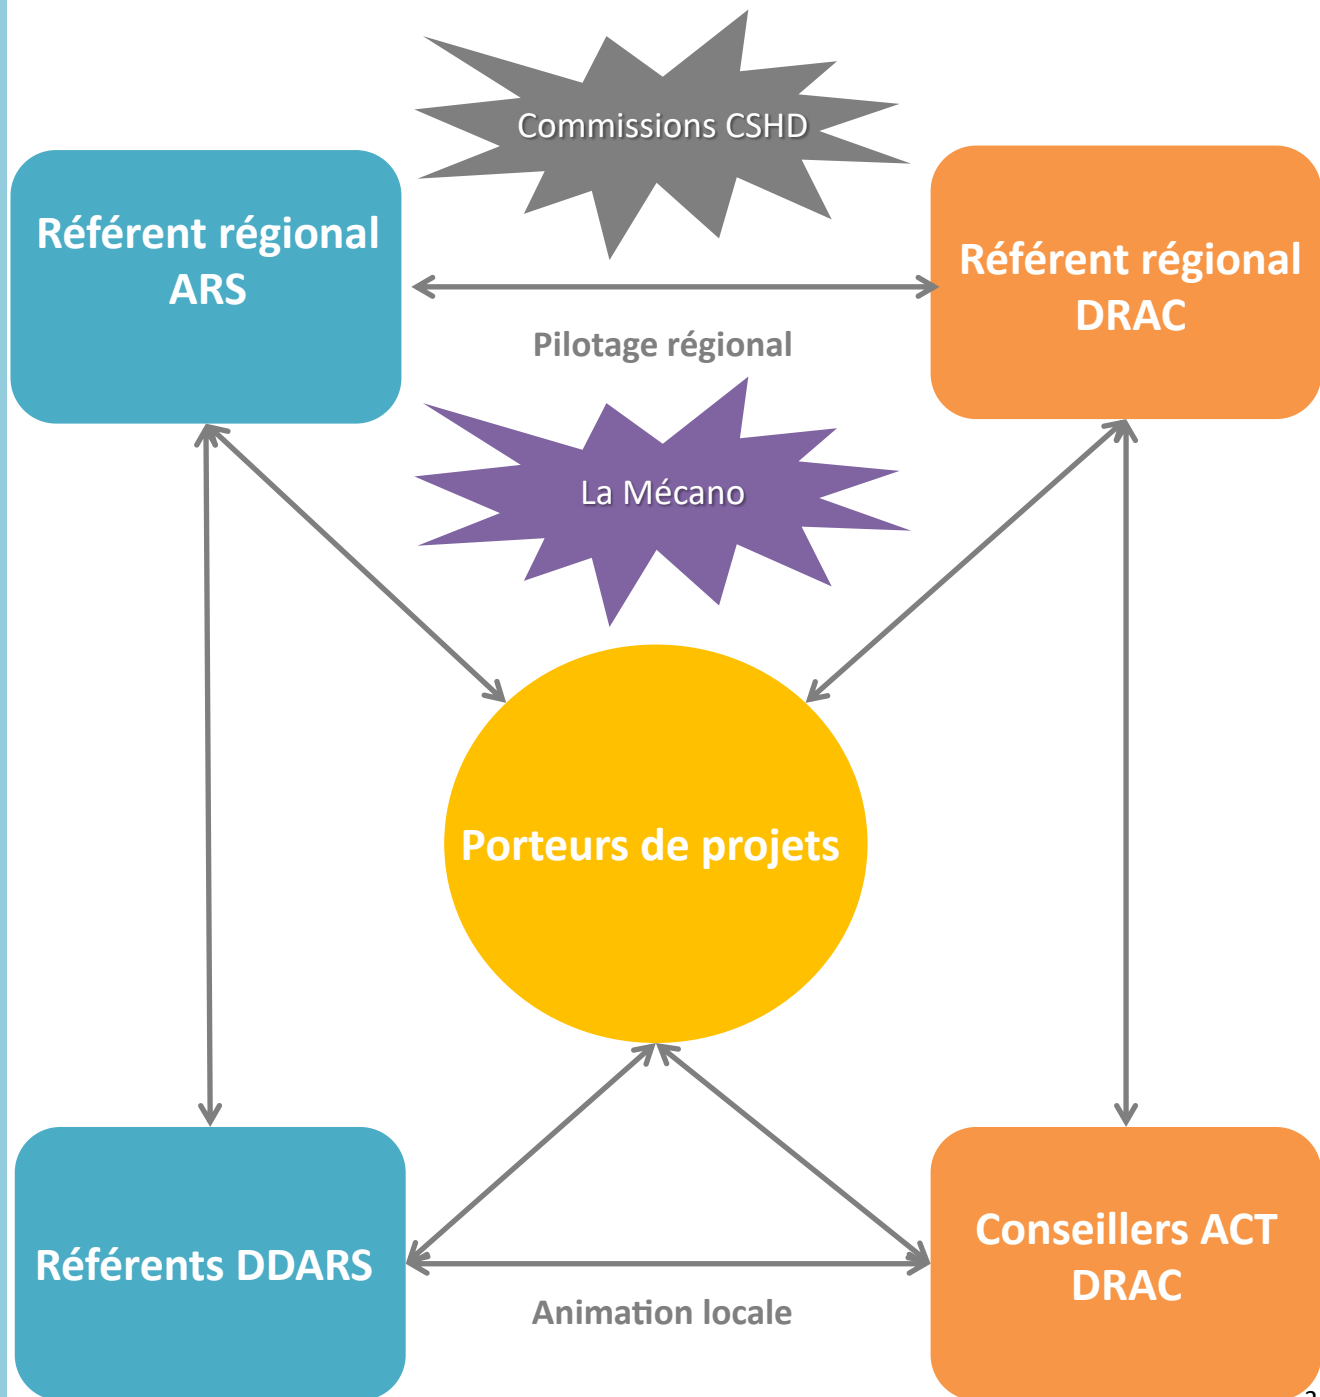 Commissions CSHD
Référent régional
ARS
Référent régional
DRAC
Pilotage régional
La Mécano
Porteurs de projets
Référents DDARS
Conseillers ACT
DRAC
Animation locale